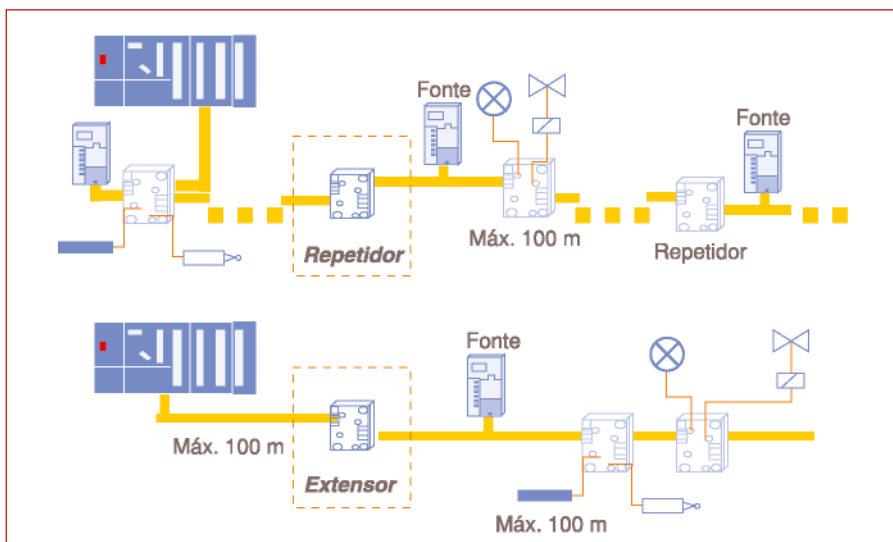 Fonte
Fonte
Repetidor
Máx. 100 m
Repetidor
Fonte
Máx. 100 m
Extensor
Máx. 100 m